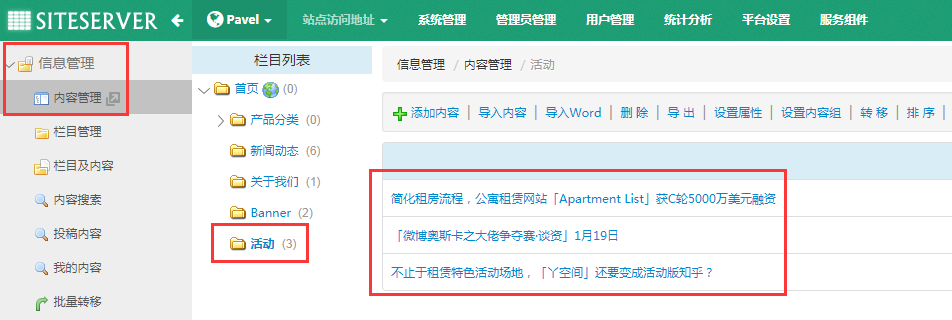 SITESERVER
Pavel 站点访问地址 系统管理 管理员管理 用户管理 统计分析 平台设置 服务组件
信息管理
内容管理
栏目管理
栏目及内容
内容搜索
投稿内容
我的内容
批量转移
栏目列表
首页 (0)
产品分类 (0)
新闻动态 (6)
关于我们 (1)
Banner (2)
活动 (3)
信息管理 / 内容管理 / 活动
添加内容 | 导入内容 | 导入Word | 删 除 | 导 出 | 设置属性 | 设置内容组 | 转 移 | 排 序 |
简化租房流程，公寓租赁网站「Apartment List」获C轮5000万美元融资
「微博奥斯卡之大佬争夺赛·谈资」1月19日
不止于租赁特色活动场地，「丫空间」还要变成活动版知乎？